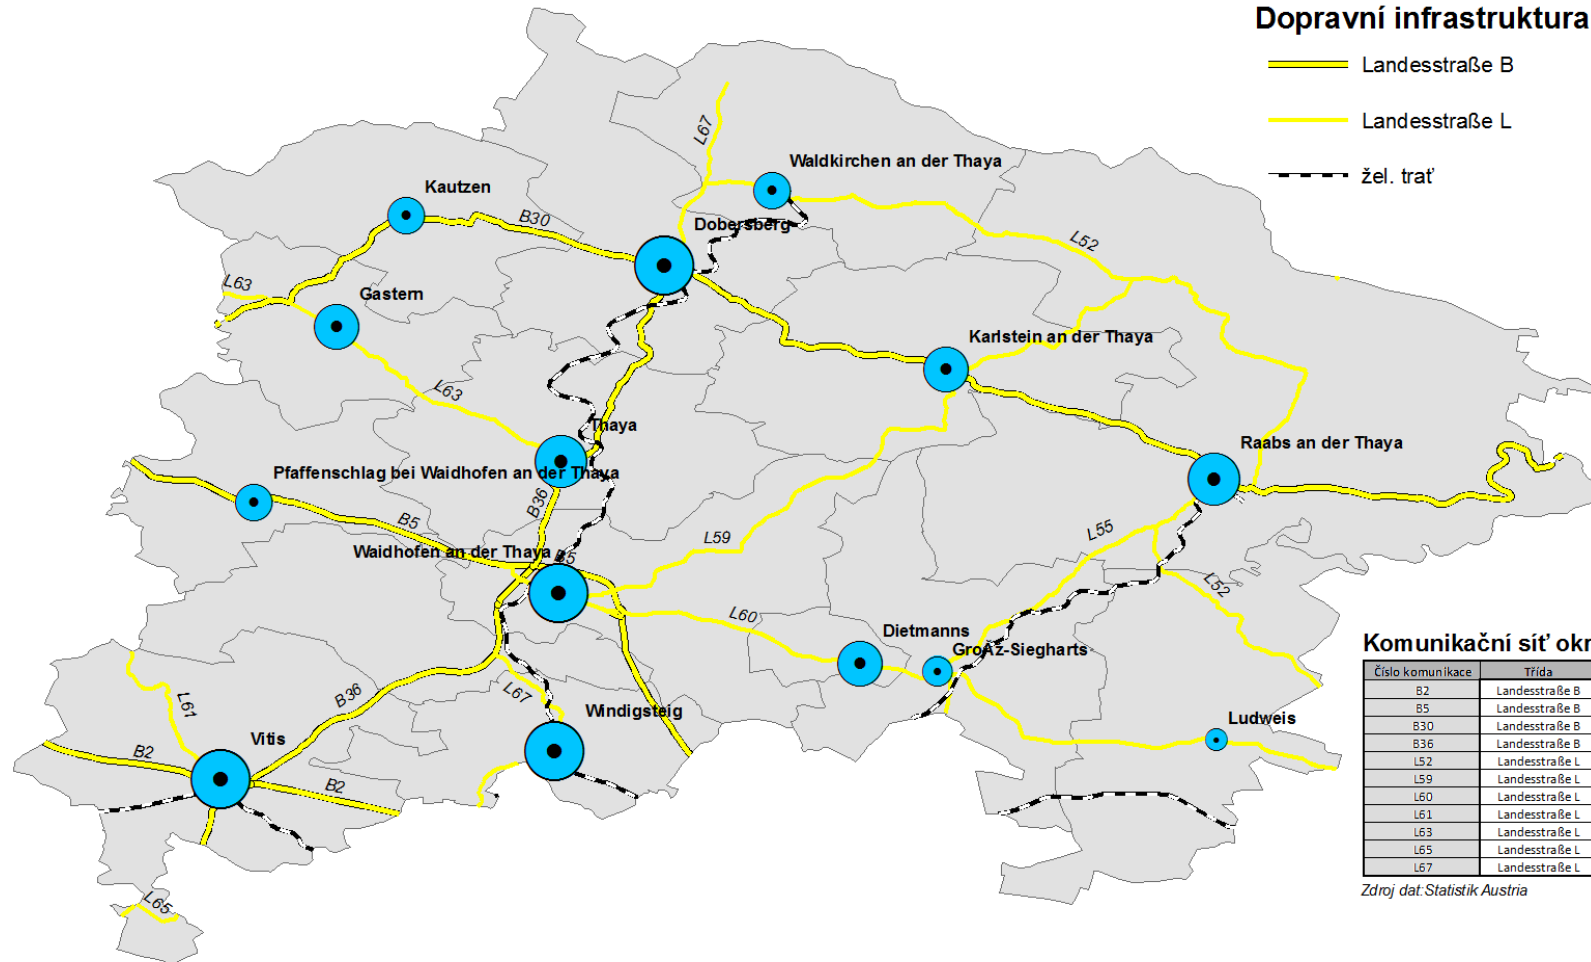 Dopravní infrastruktura
Landesstraße B
Landesstraße L
žel. trať
L67
Waldkirchen an der Thaya
Kautzen
B30
Dobersberg
L52
L63
Gastern
Karlstein an der Thaya
L63
Thaya
Raabs an der Thaya
Pfaffenschlag bei Waidhofen an der Thaya
B36
B5
L59
L55
Waidhofen an der Thaya
B5
L52
L60
Dietmanns
GroÄž-Siegharts
L67
B36
L61
Windigsteig
Ludweis
Vitis
B2
B2
L65
Komunikační síť okr
Číslo komunikace Třída
B2 Landesstraße B
B5 Landesstraße B
B30 Landesstraße B
B36 Landesstraße B
L52 Landesstraße L
L59 Landesstraße L
L60 Landesstraße L
L61 Landesstraße L
L63 Landesstraße L
L65 Landesstraße L
L67 Landesstraße L
Zdroj dat:Statistik Austria